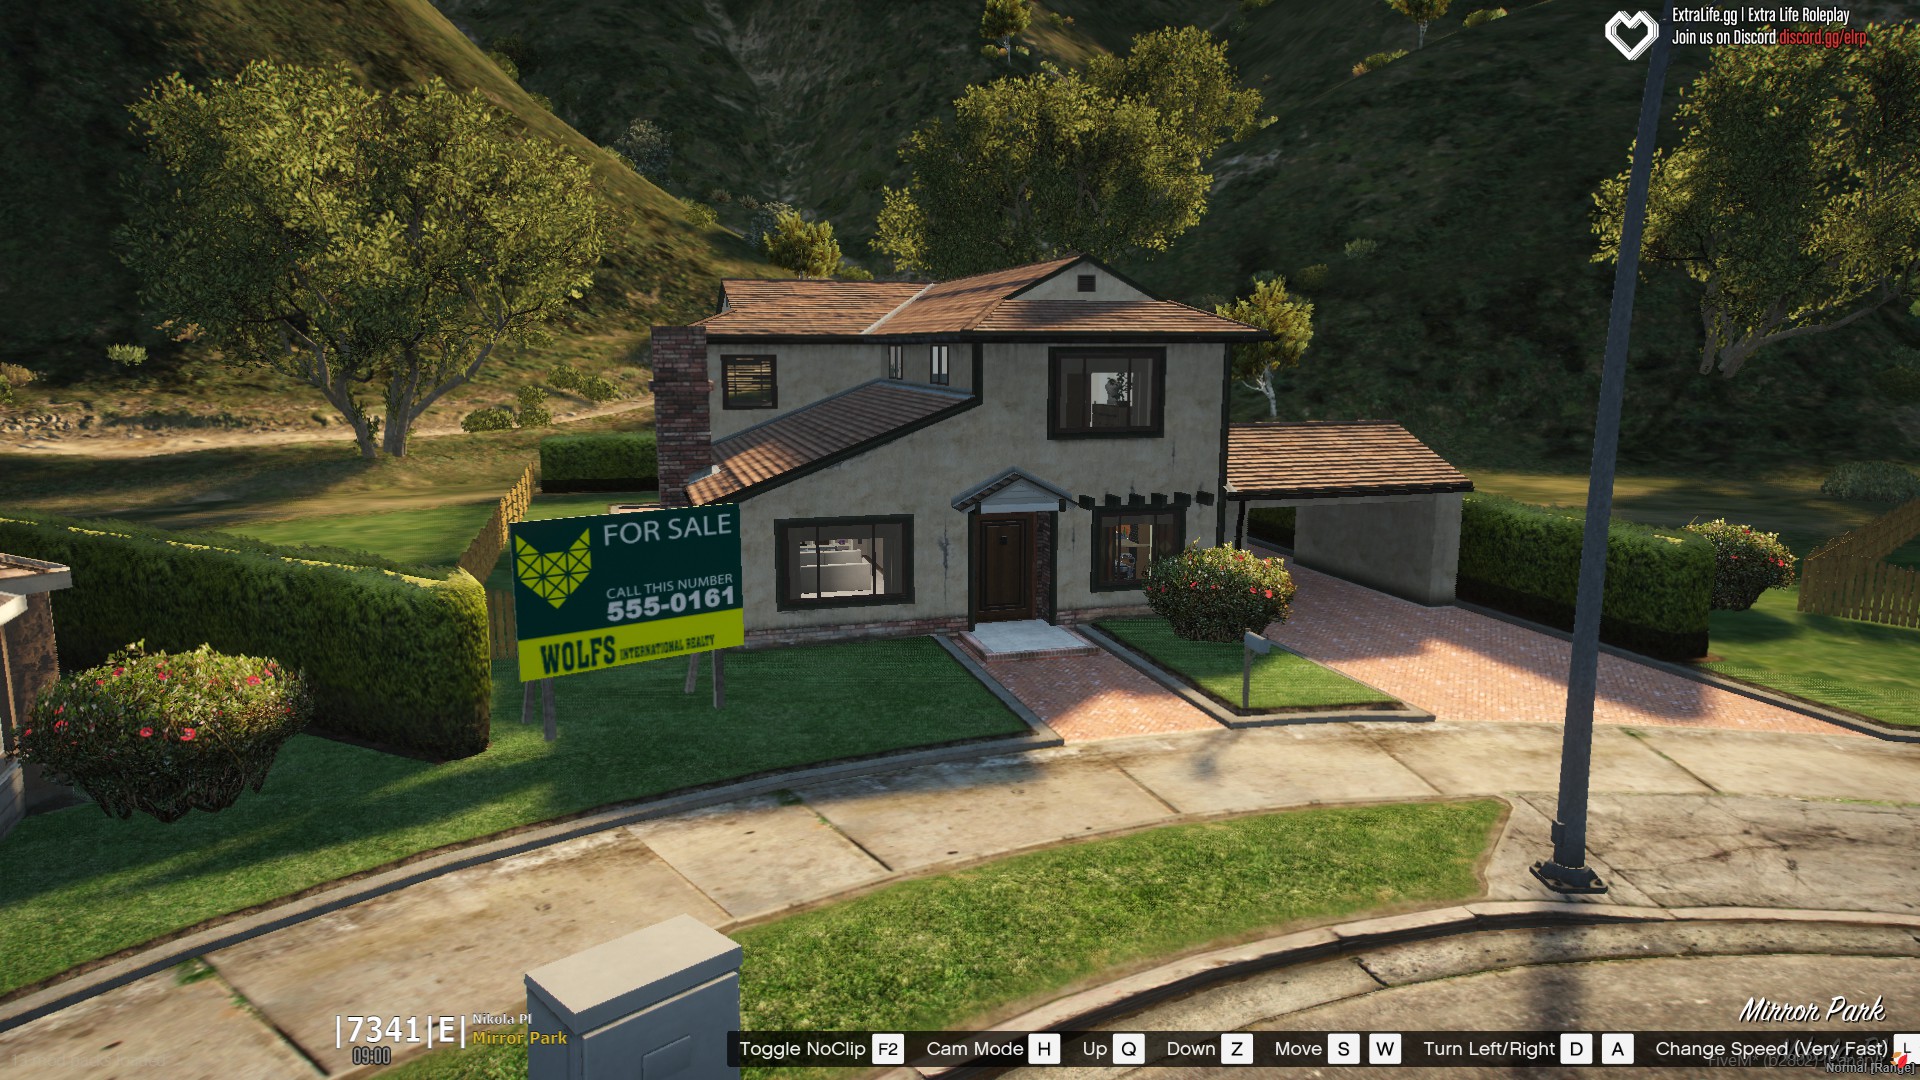 ExtraLife.gg | Extra Life Roleplay
Join us on Discord discord.gg/elrp
FOR SALE
CALL THIS NUMBER
555-0161
WOLFS INTERNATIONAL REALTY
Mirror Park
|7341|E| Nikola Pl
Mirror Park
09:00
Toggle NoClip F2 Cam Mode H Up Q Down Z Move S W Turn Left/Right D A Change Speed (Very Fast) L
Normal [Range]